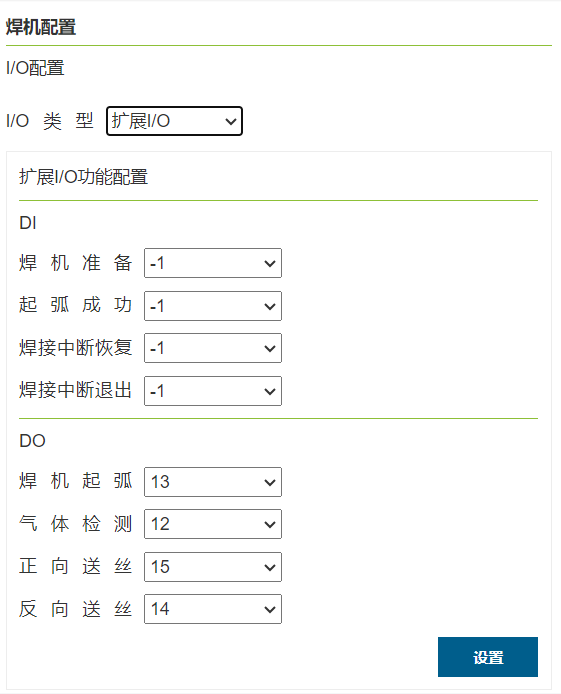 焊机配置
I/O配置
I/O 类 型 扩展I/O
扩展I/O功能配置
DI
焊 机 准 备 -1
起 弧 成 功 -1
焊接中断恢复 -1
焊接中断退出 -1
DO
焊 机 起 弧 13
气 体 检 测 12
正 向 送 丝 15
反 向 送 丝 14
设置